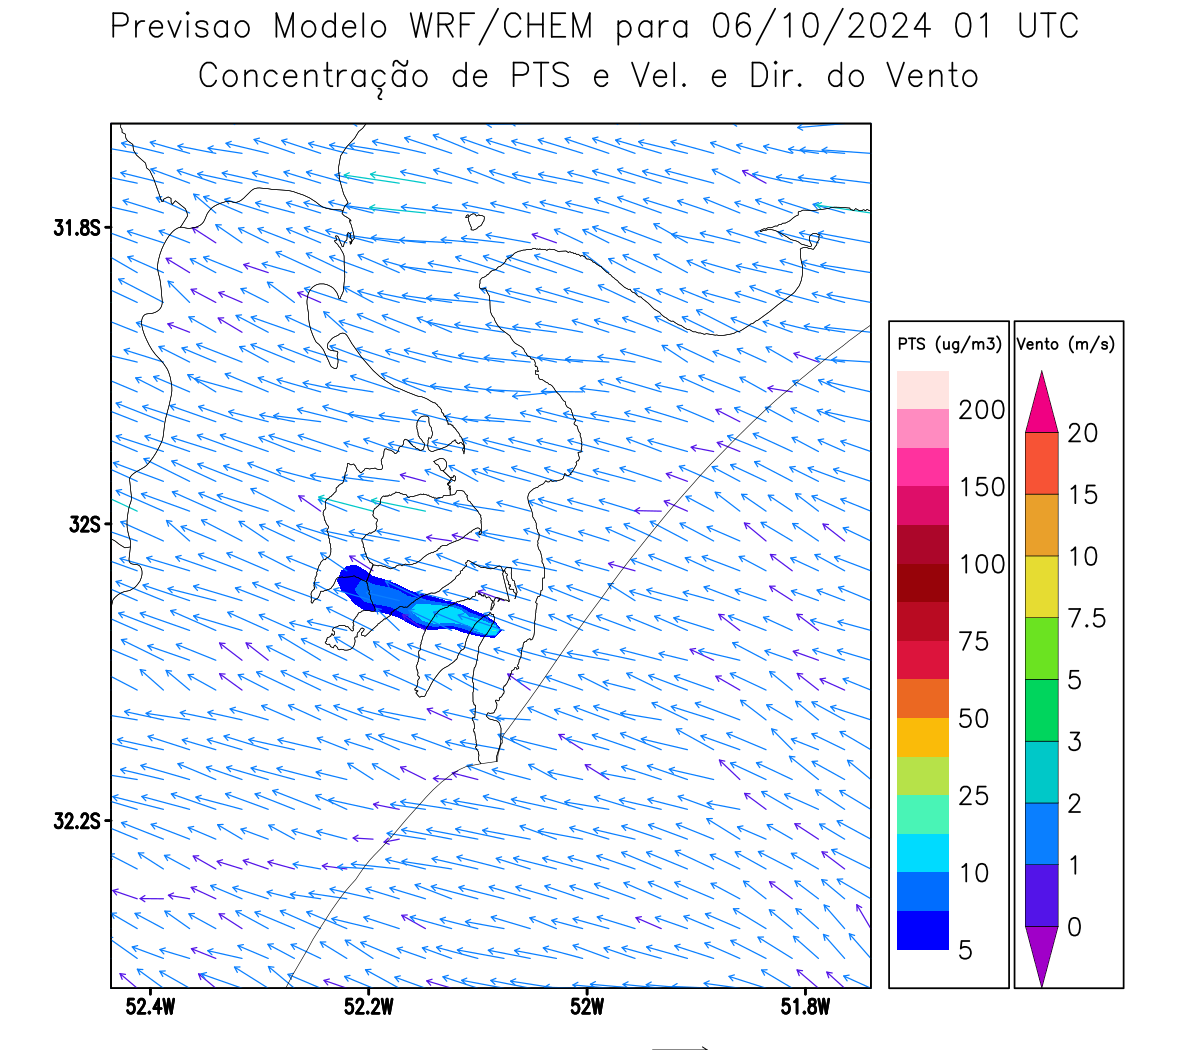 Previsao Modelo WRF/CHEM para 06/10/2024 01 UTC
Concentração de PTS e Vel. e Dir. do Vento
31.8S
32S
32.2S
52.4W
52.2W
52W
51.8W
PTS (ug/m3)
200
150
100
75
50
25
10
5
Vento (m/s)
20
15
10
7.5
5
3
2
1
0